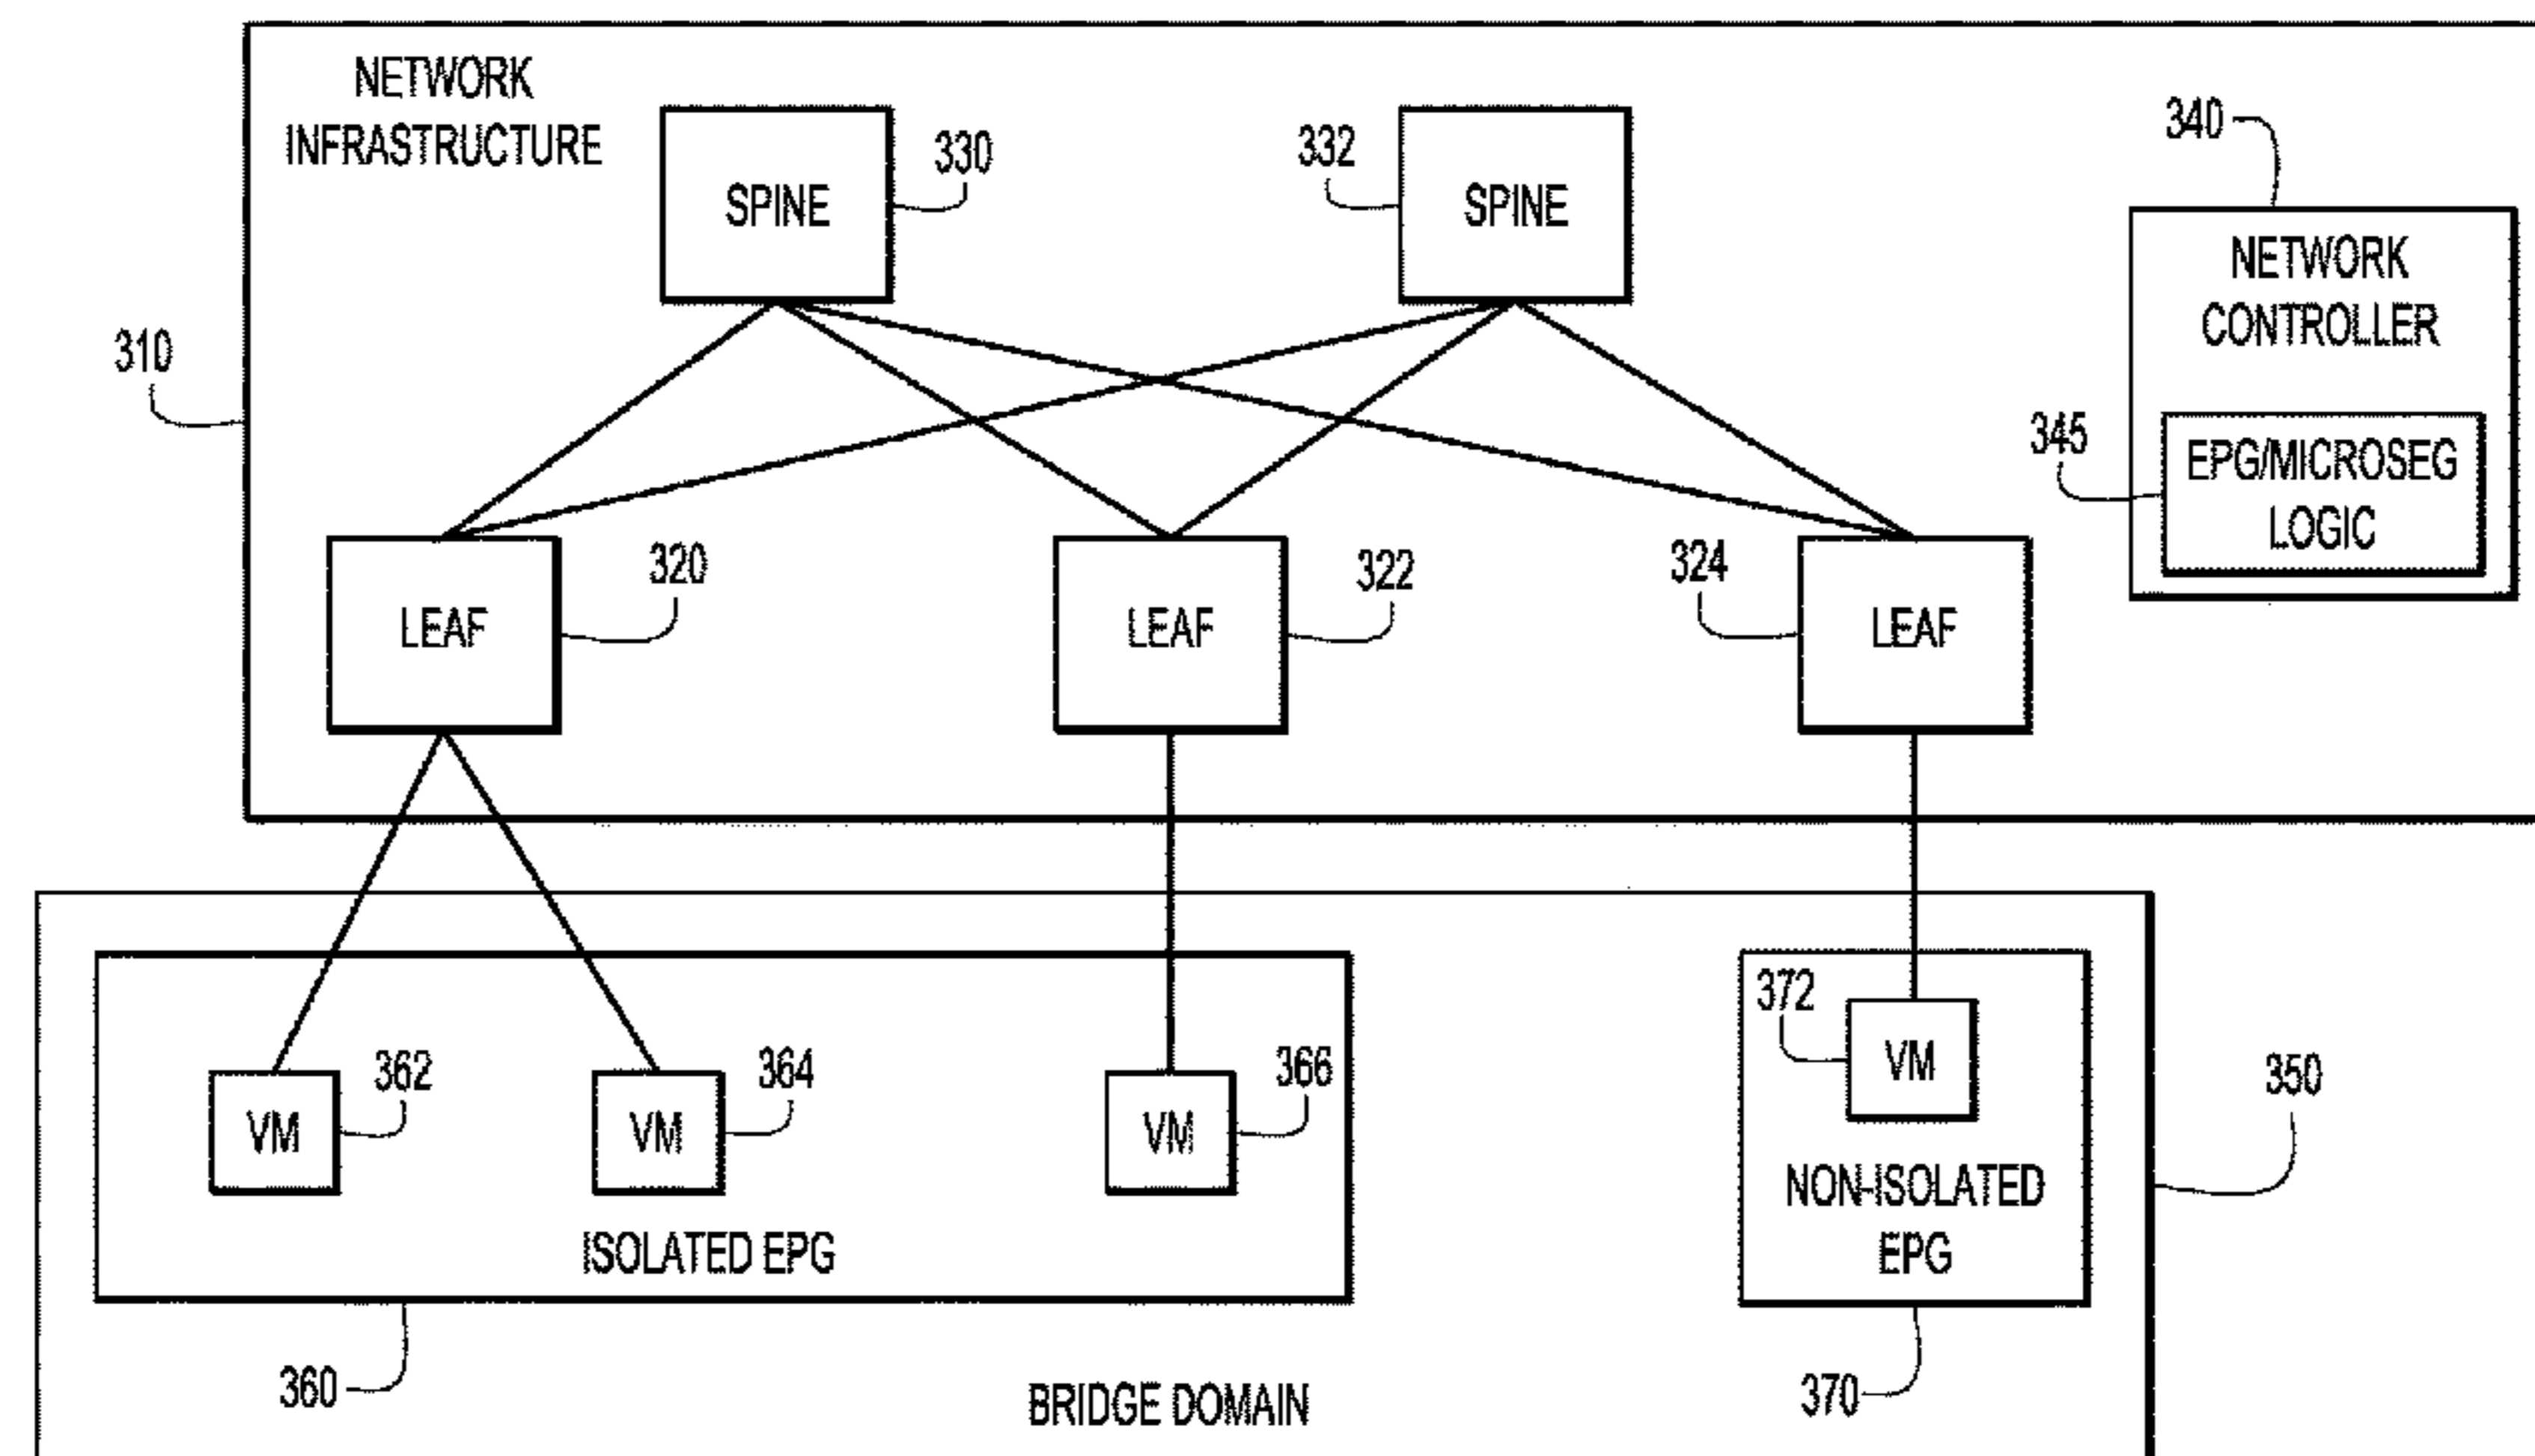 NETWORK
INFRASTRUCTURE
SPINE
330
332
SPINE
340
NETWORK
CONTROLLER
310
345
EPG/MICROSEG
LOGIC
LEAF
320
LEAF
322
324
LEAF
VM
362
VM
364
VM
366
ISOLATED EPG
372
VM
NON-ISOLATED
EPG
350
360
BRIDGE DOMAIN
370